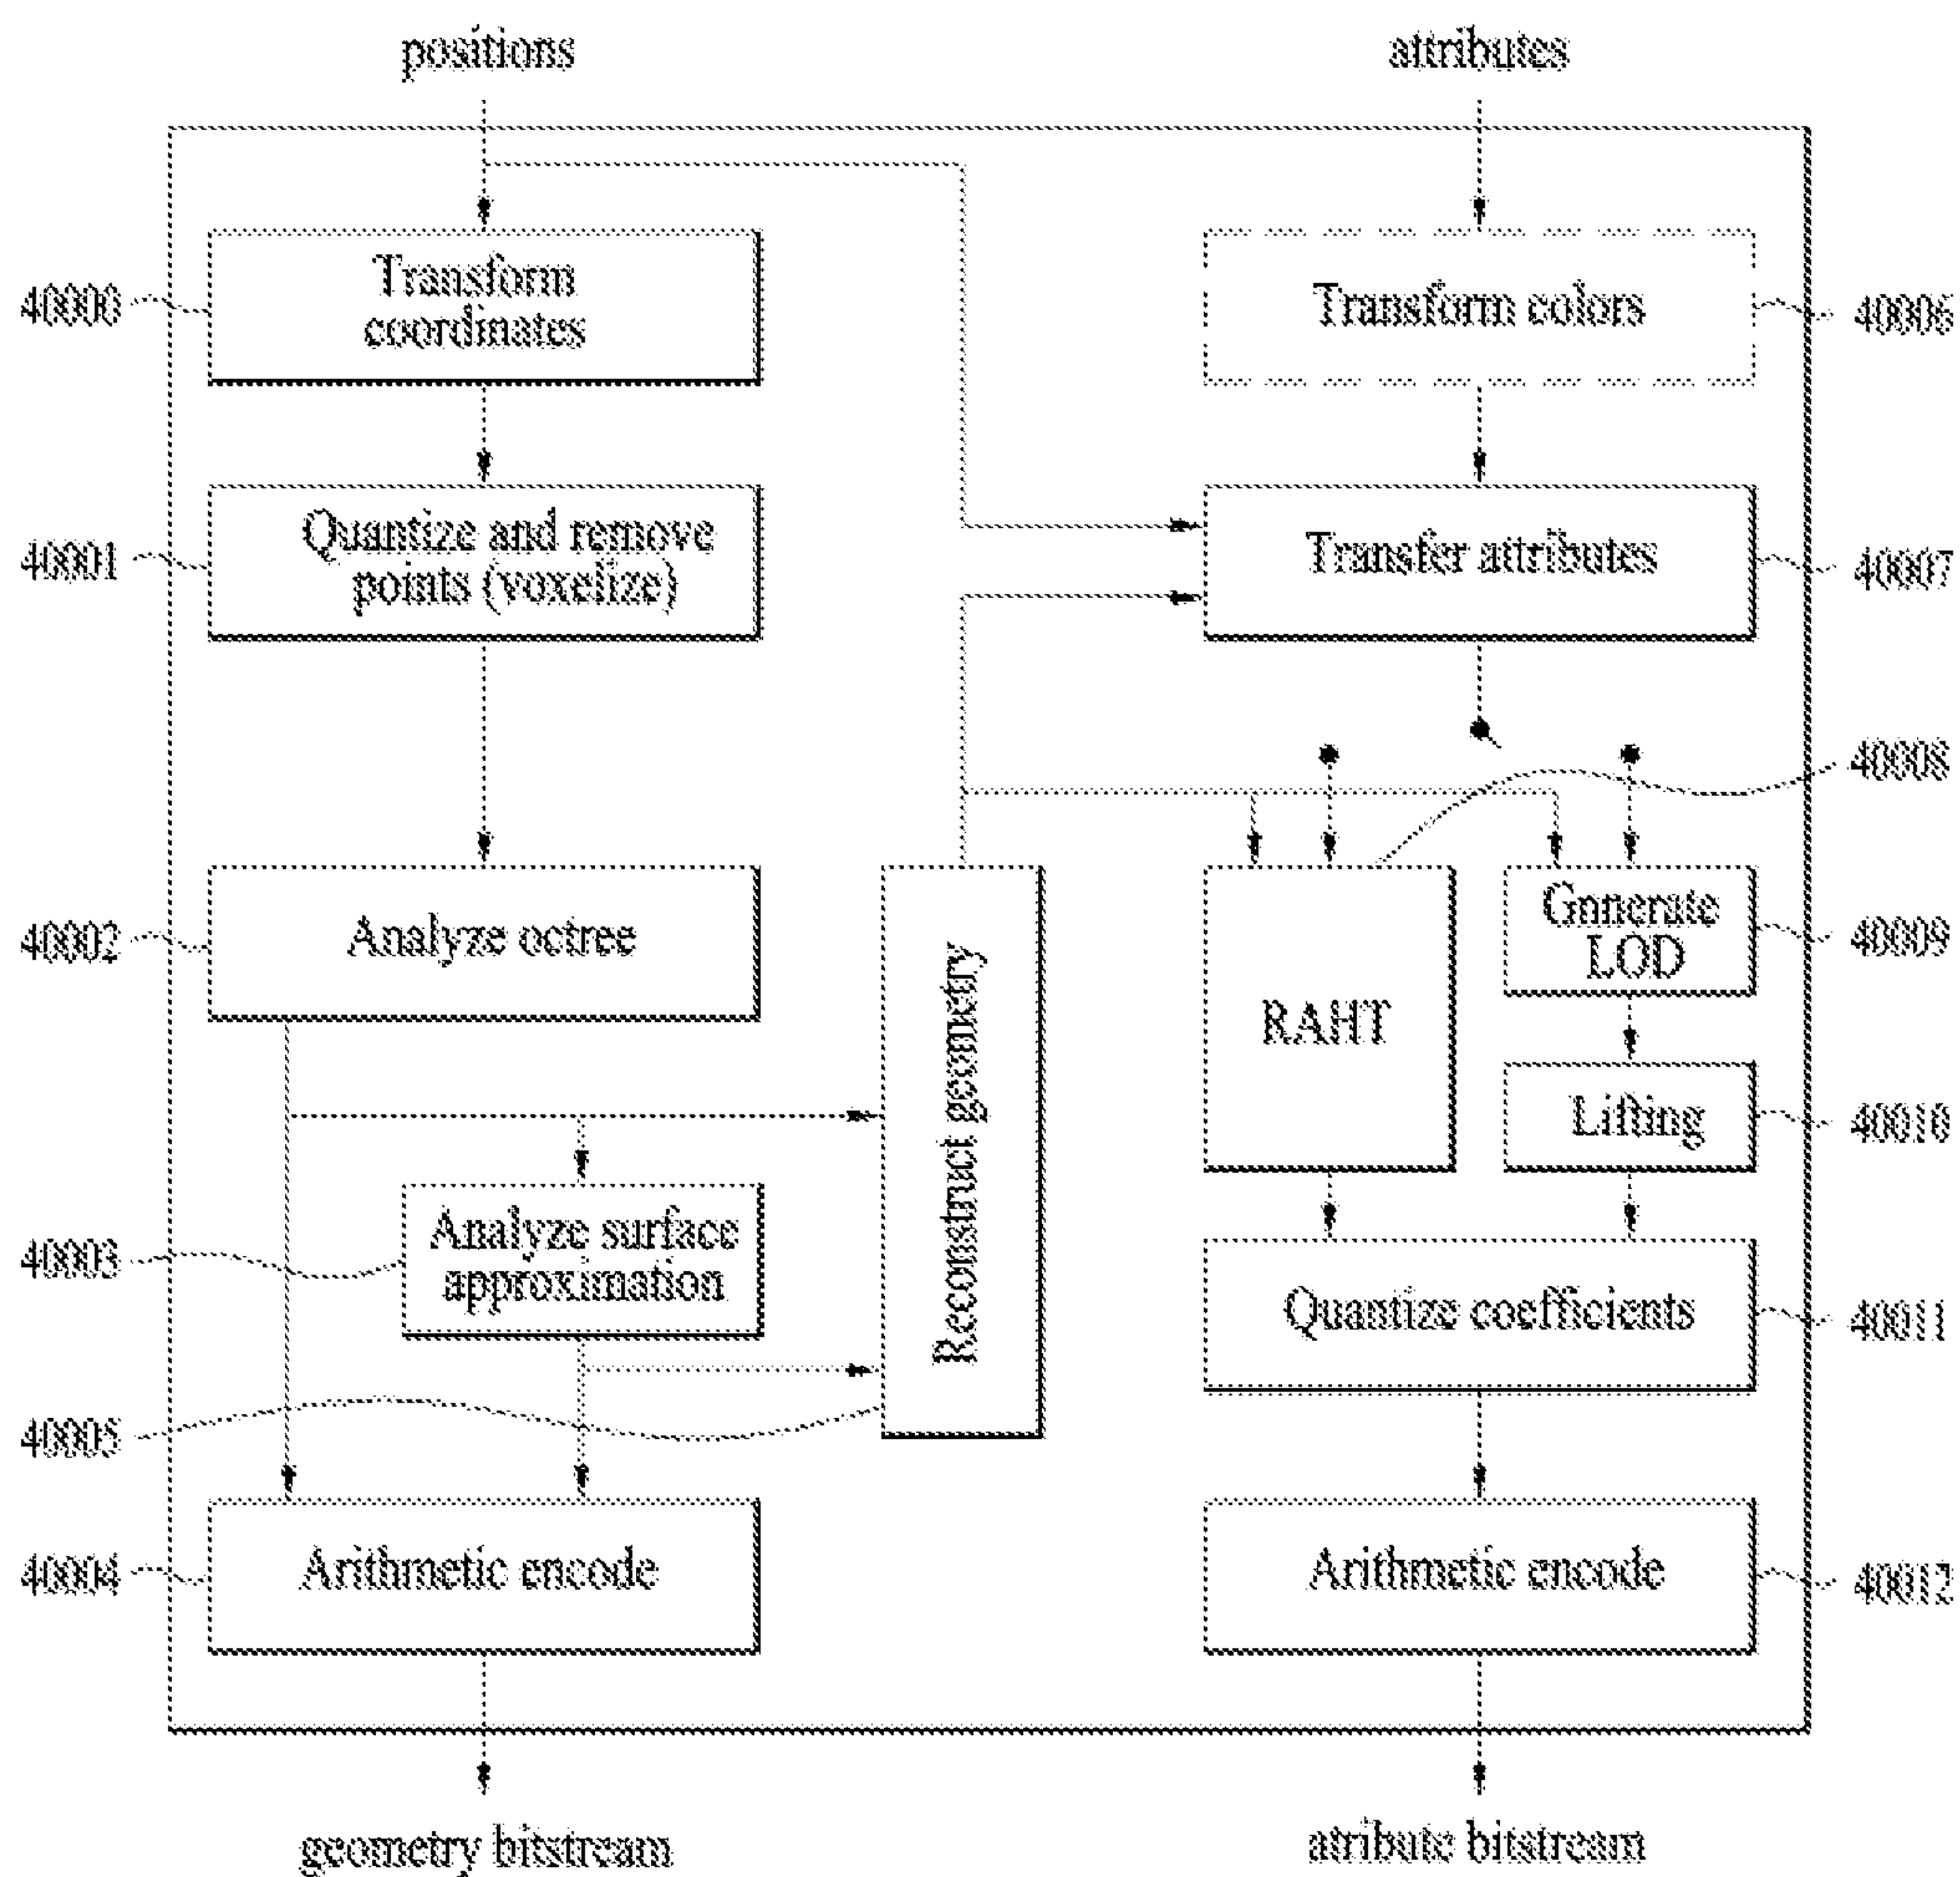 positions
attributes
40000
Transform
coordinates
Transform colors
40006
40001
Quantize and remove
points (voxelize)
Transfer attributes
40007
40008
40002
Analyze octree
Reconstruct geometry
RAHT
Gnnerate
LOD
40009
Lifting
40010
40003
Analyze surface
approximation
Quantize coefficients
40011
40005
40004
Arithmetic encode
Arithmetic encode
40012
geometry bitstream
atribute bitstream